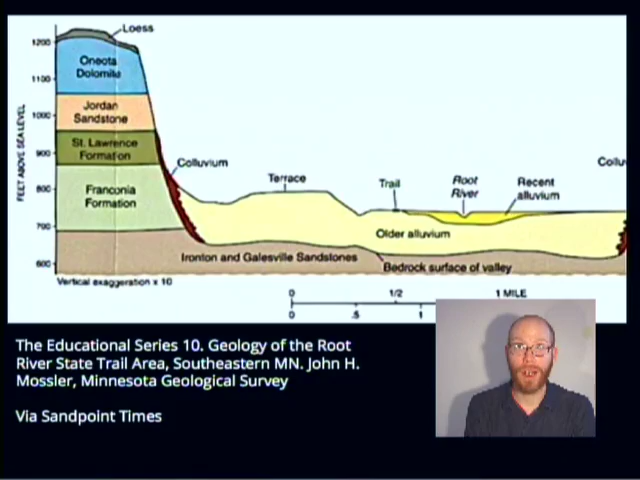 Loess
1200
Oneota
Dolomite
1100
Jordan
Sandstone
1000
St. Lawrence
Formation
900
Colluvium
Franconia
Formation
800
700
600
FEET ABOVE SEA LEVEL
Terrace
Trail
Root
River
Recent
alluvium
Collu
Older alluvium
Ironton and Galesville Sandstones
Bedrock surface of valley
Vertical exaggeration x 10
0 1/2 1 MILE
0 .5 1
The Educational Series 10. Geology of the Root
River State Trail Area, Southeastern MN. John H.
Mossler, Minnesota Geological Survey
Via Sandpoint Times